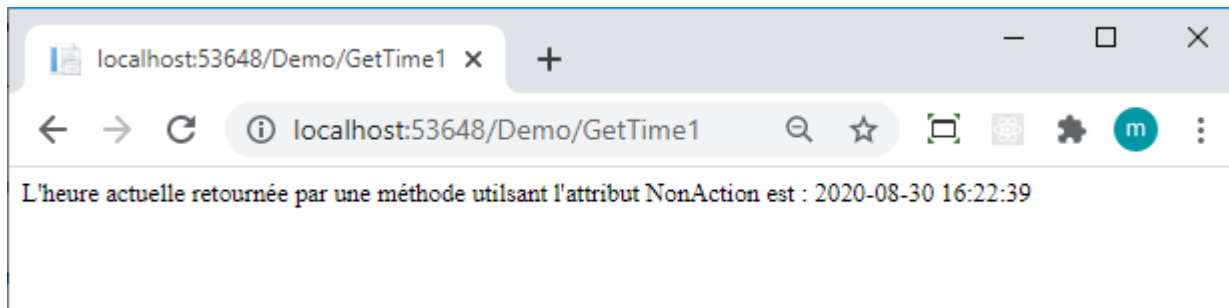 localhost:53648/Demo/GetTime1
localhost:53648/Demo/GetTime1
m
L'heure actuelle retournée par une méthode utilsant l'attribut NonAction est : 2020-08-30 16:22:39